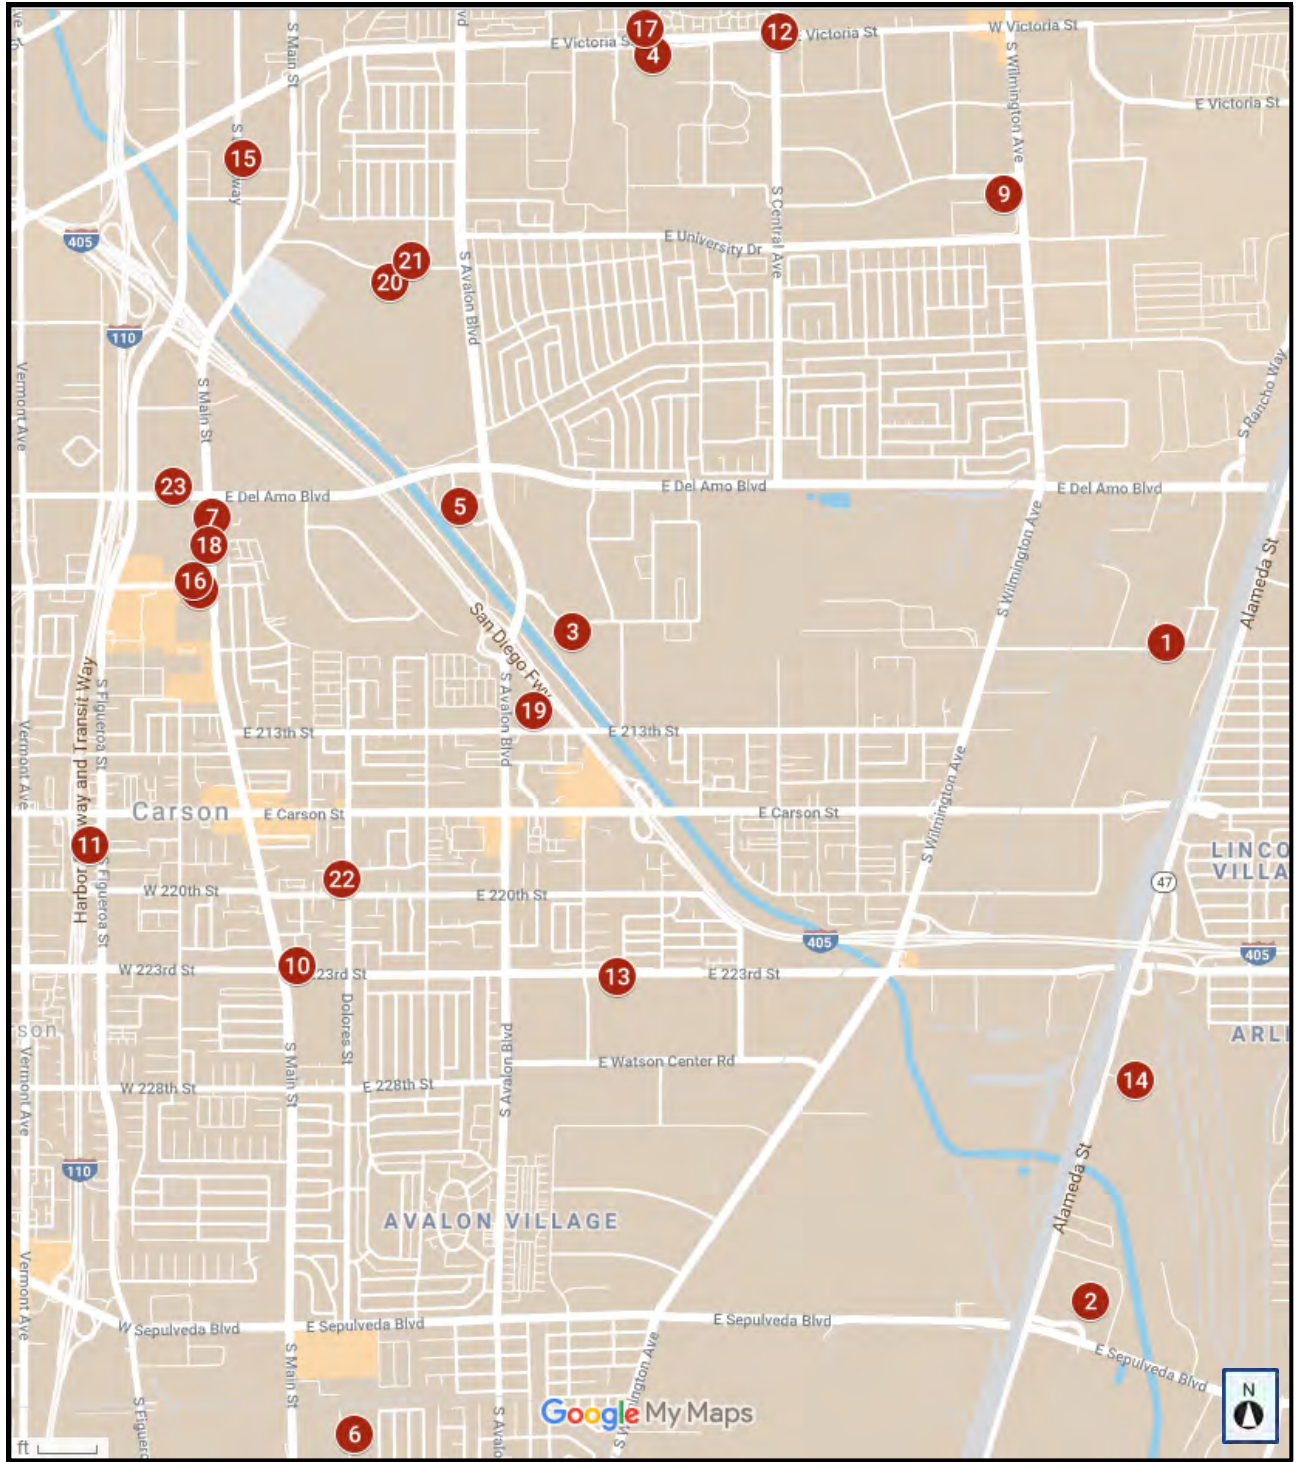 17
12
E Victoria S
E Victoria St
W Victoria St
4
S Main St
vd
S Wilmington Ave
E Victoria St
15
way
9
S Central Ave
405
E University Dr
21
20
S Avalon Blvd
110
Vermont Ave
S Main St
S Rancho Way
23
E Del Amo Blvd
E Del Amo Blvd
E Del Amo Blvd
5
7
18
16
S Wilmington Ave
Alameda St
San Diego Fwy
3
1
Harbor
way and Transit Way
S Figueroa St
S Avalon Blvd
19
Vermont Ave
E 213th St
E 213th St
S Wilmington Ave
Carson
E Carson St
E Carson St
11
LINCO
VILLA
S Figueroa St
22
W 220th St
E 220th St
47
405
405
10
W 223rd St
23rd St
13
E 223rd St
Dolores St
son
ARLI
Vermont Ave
S Main St
S Avalon Blvd
E Watson Center Rd
14
W 228th St
E 228th St
110
Alameda St
AVALON VILLAGE
Vermont Ave
2
W Sepulveda Blvd
E Sepulveda Blvd
E Sepulveda Blvd
E Sepulveda Blvd
S Main St
S Figuero
S Avalo
6
Google My Maps
N
ft